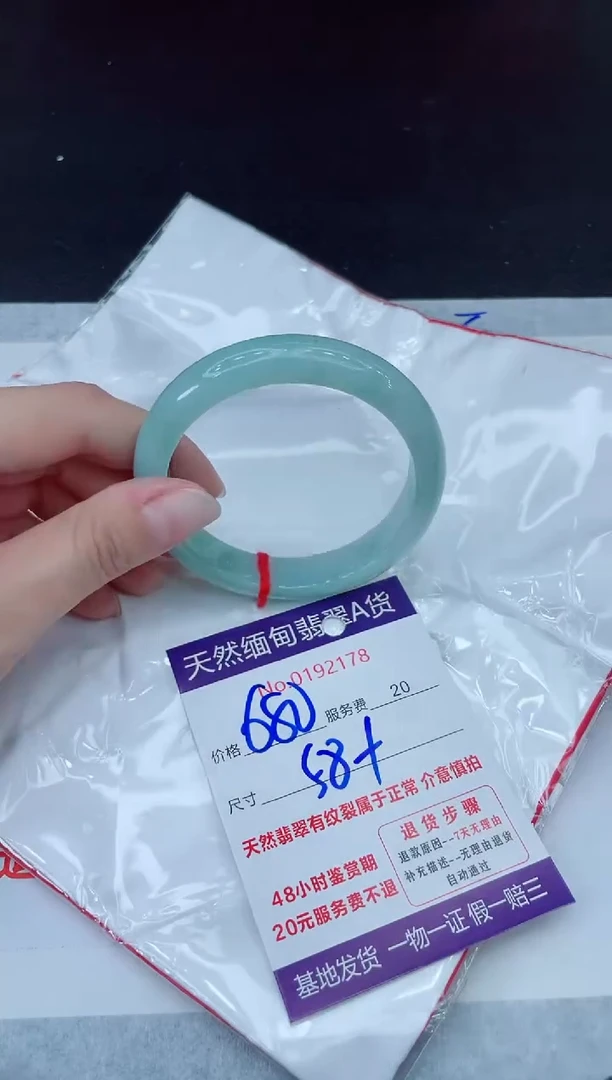 天然缅甸翡翠A货
No.0192178
价格 680 服务费 20
尺寸 58+
天然翡翠有纹裂属于正常 介意慎拍
48小时鉴赏期
20元服务费不退
退货步骤
退款原因--7天无理由
补充描述--无理由退货
自动通过
基地发货 一物一证 假一赔三